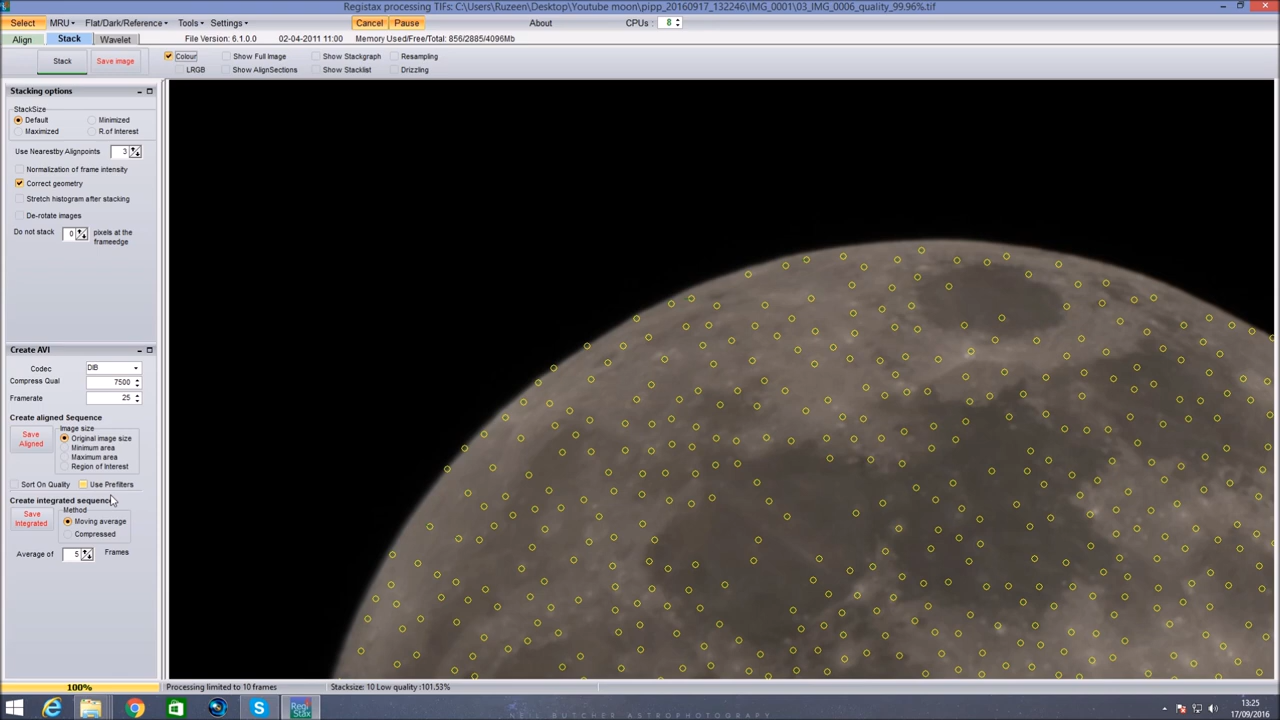 Registax processing TIFs: C:\Users\Ruzeen\Desktop\Youtube moon\pipp_20160917_132246\IMG_0001\03_IMG_0006_quality_99.96%.tif
Select MRU Flat/Dark/Reference Tools Settings Cancel Pause About CPUs : 8
Align Stack Wavelet File Version: 6.1.0.0 02-04-2011 11:00 Memory Used/Free/Total: 856/2885/4096Mb
Stack Save image Colour Show Full Image Show Stackgraph Resampling
LRGB Show AlignSections Show Stacklist Drizzling
Stacking options
StackSize
Default Minimized
Maximized R.of Interest
Use Nearestby Alignpoints 3
Normalization of frame intensity
Correct geometry
Stretch histogram after stacking
De-rotate images
Do not stack 0 pixels at the
frameedge
Create AVI
Codec DIB
Compress Qual 7500
Framerate 25
Create aligned Sequence
Image size
Save
Aligned
Original image size
Minimum area
Maximum area
Region of Interest
Sort On Quality Use Prefilters
Create integrated sequence
Method
Save
Integrated
Moving average
Compressed
Average of 5 Frames
100% Processing limited to 10 frames Stacksize: 10 Low quality :101.53%
Regi
Stax
NEIL BUTCHER ASTROPHOTOGRAPHY
13:25
17/09/2016